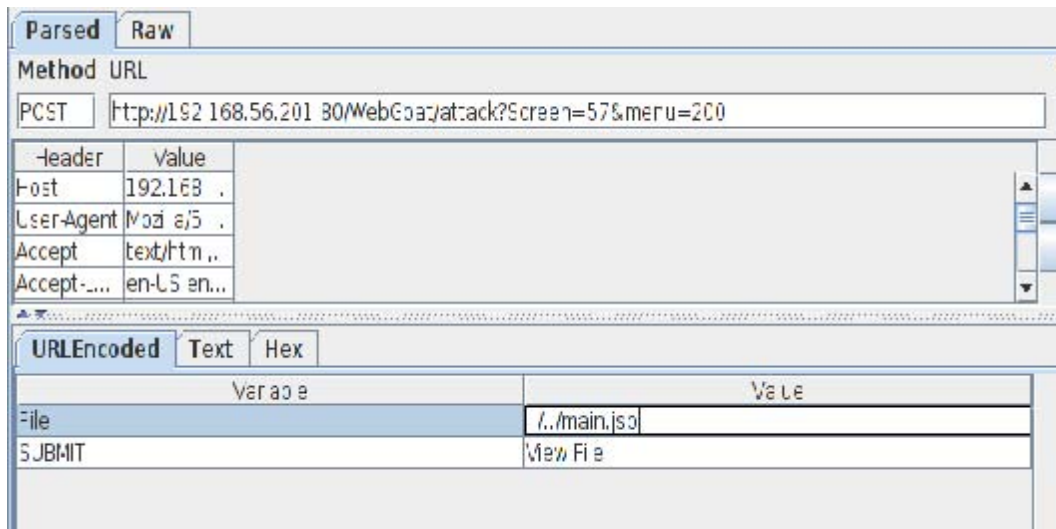 Parsed Raw
Method URL
POST http://192.168.56.201:80/WebGoat/attack?Screen=57&menu=200
Header Value
Host 192.168...
User-Agent Mozilla/5...
Accept text/html,...
Accept-... en-US,en...
URLEncoded Text Hex
Variable Value
File ../../main.jsp
SUBMIT View File